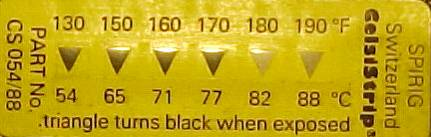 130 150 160 170 180 190 °F
54 65 71 77 82 88 °C
.triangle turns black when exposed
PART No.
CS 054/88
SPIRIG
Switzerland
CelsiStrip®